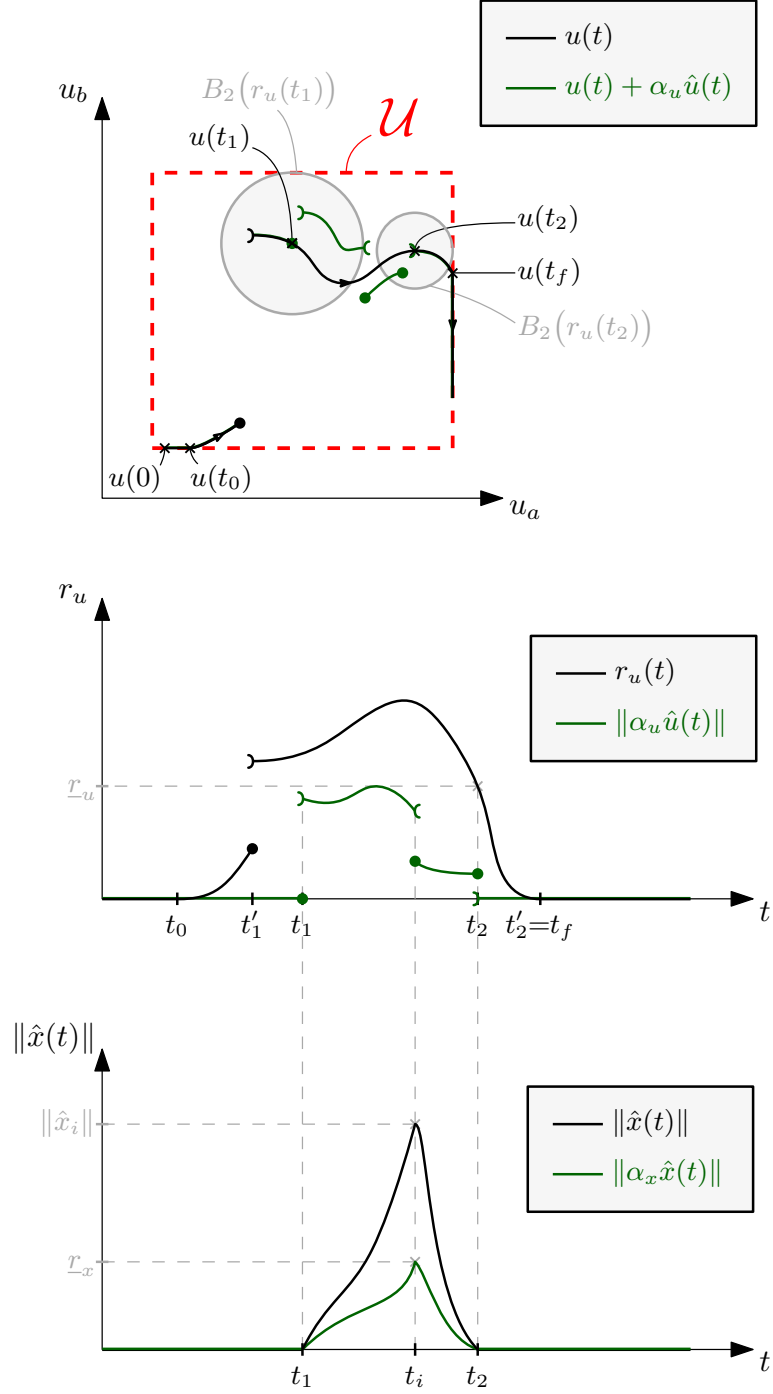 u(t)
u(t) + α_u û(t)
u_b
B_2(r_u(t_1))
𝒰
u(t_1)
u(t_2)
u(t_f)
B_2(r_u(t_2))
u(0)
u(t_0)
u_a
r_u
r_u(t)
‖α_u û(t)‖
r̲_u
t_0
t′_1
t_1
t_2
t′_2=t_f
t
‖x̂(t)‖
‖x̂_i‖
‖x̂(t)‖
‖α_x x̂(t)‖
r̲_x
t_1
t_i
t_2
t